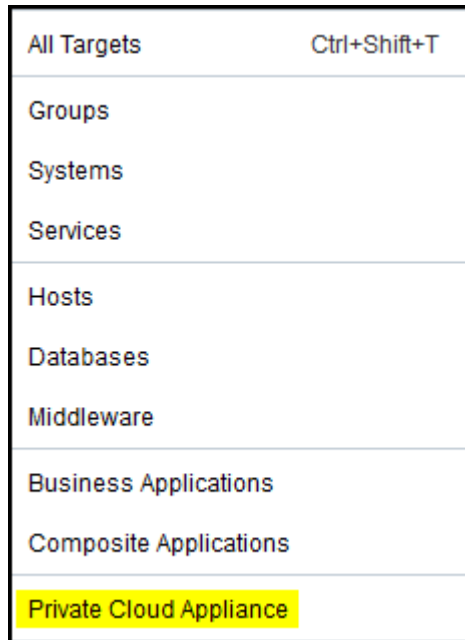 All Targets Ctrl+Shift+T
Groups
Systems
Services
Hosts
Databases
Middleware
Business Applications
Composite Applications
Private Cloud Appliance